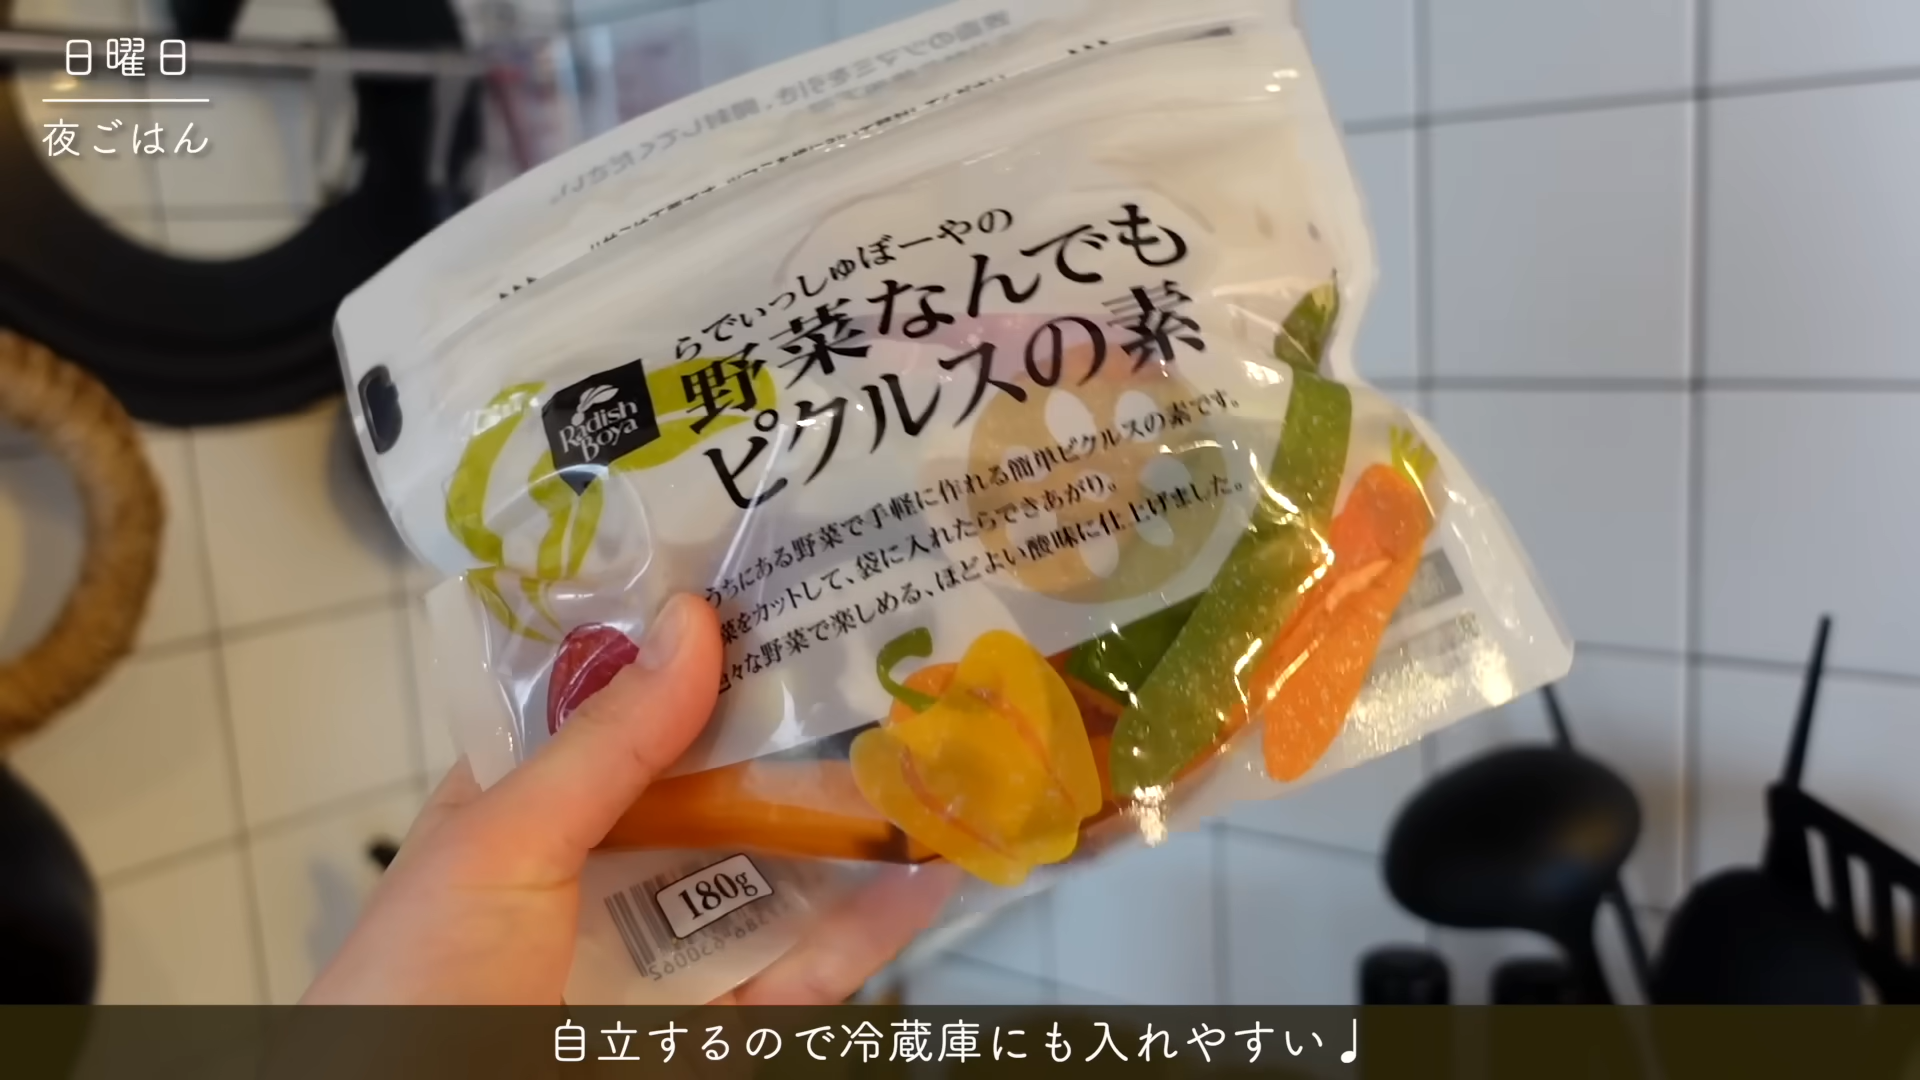 日曜日
夜ごはん
らでぃっしゅぼーやの
野菜なんでも
ピクルスの素
Radish
Boya
うちにある野菜で手軽に作れる簡単ピクルスの素です。
菜をカットして、袋に入れたらできあがり。
色々な野菜で楽しめる、ほどよい酸味に仕上げました。
180g
自立するので冷蔵庫にも入れやすい♩